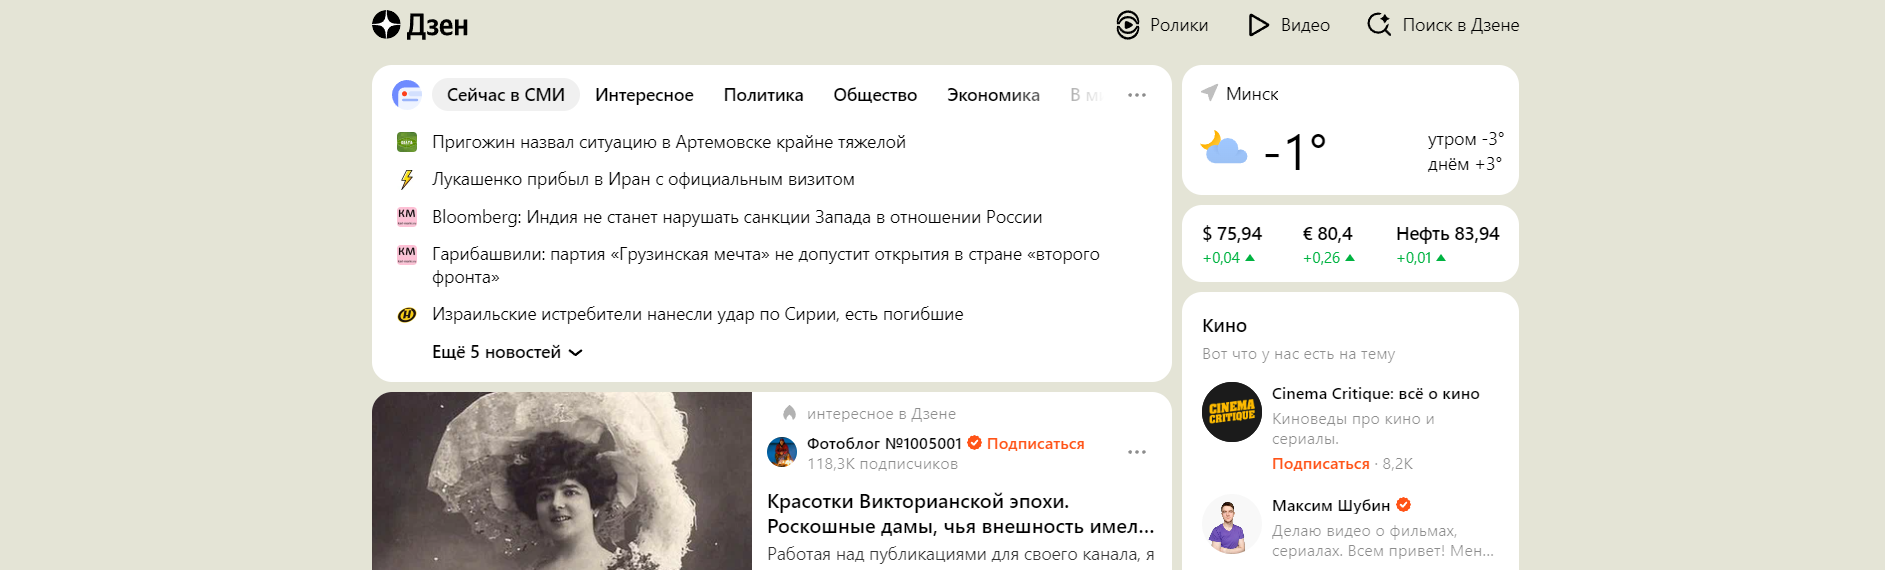 Дзен
Ролики
Видео
Поиск в Дзене
Сейчас в СМИ
Интересное
Политика
Общество
Экономика
Пригожин назвал ситуацию в Артемовске крайне тяжелой
Лукашенко прибыл в Иран с официальным визитом
КМ
Bloomberg: Индия не станет нарушать санкции Запада в отношении России
КМ
Гарибашвили: партия «Грузинская мечта» не допустит открытия в стране «второго
фронта»
Израильские истребители нанесли удар по Сирии, есть погибшие
Ещё 5 новостей
Минск
-1°
утром -3°
днём +3°
$ 75,94
€ 80,4
Нефть 83,94
+0,04
+0,26
+0,01
интересное в Дзене
Фотоблог №1005001
Подписаться
118,3K подписчиков
Красотки Викторианской эпохи.
Роскошные дамы, чья внешность имел...
Работая над публикациями для своего канала, я
Кино
Вот что у нас есть на тему
CINEMA
CRITIQUE
Cinema Critique: всё о кино
Киноведы про кино и
сериалы.
Подписаться · 8,2K
Максим Шубин
Делаю видео о фильмах,
сериалах. Всем привет! Мен...